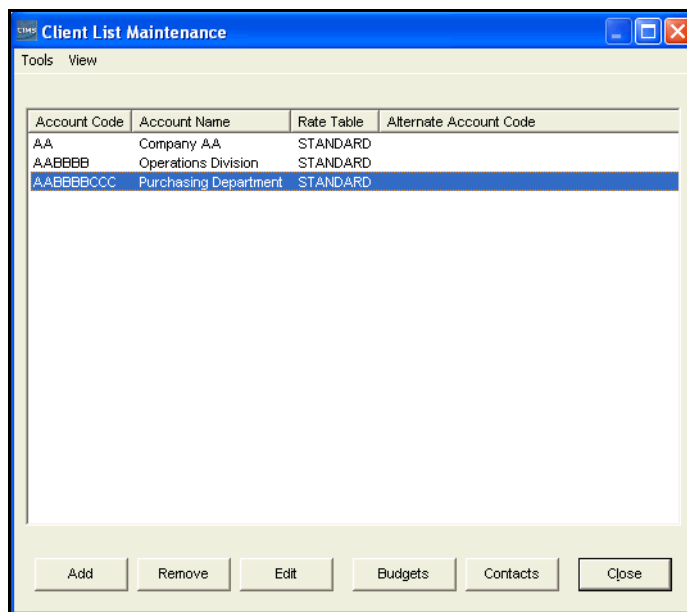 CIMS Client List Maintenance
Tools View
Account Code Account Name Rate Table Alternate Account Code
AA Company AA STANDARD
AABBBB Operations Division STANDARD
AABBBBCCC Purchasing Department STANDARD
Add Remove Edit Budgets Contacts Close